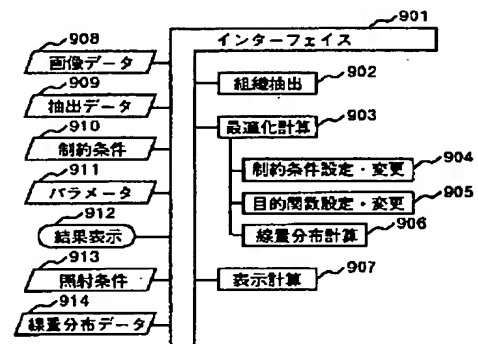 901
インターフェイス
908
画像データ
909
抽出データ
910
制約条件
911
パラメータ
912
結果表示
913
照射条件
914
線量分布データ
902
組織抽出
903
最適化計算
904
制約条件設定・変更
905
目的関数設定・変更
906
線量分布計算
907
表示計算